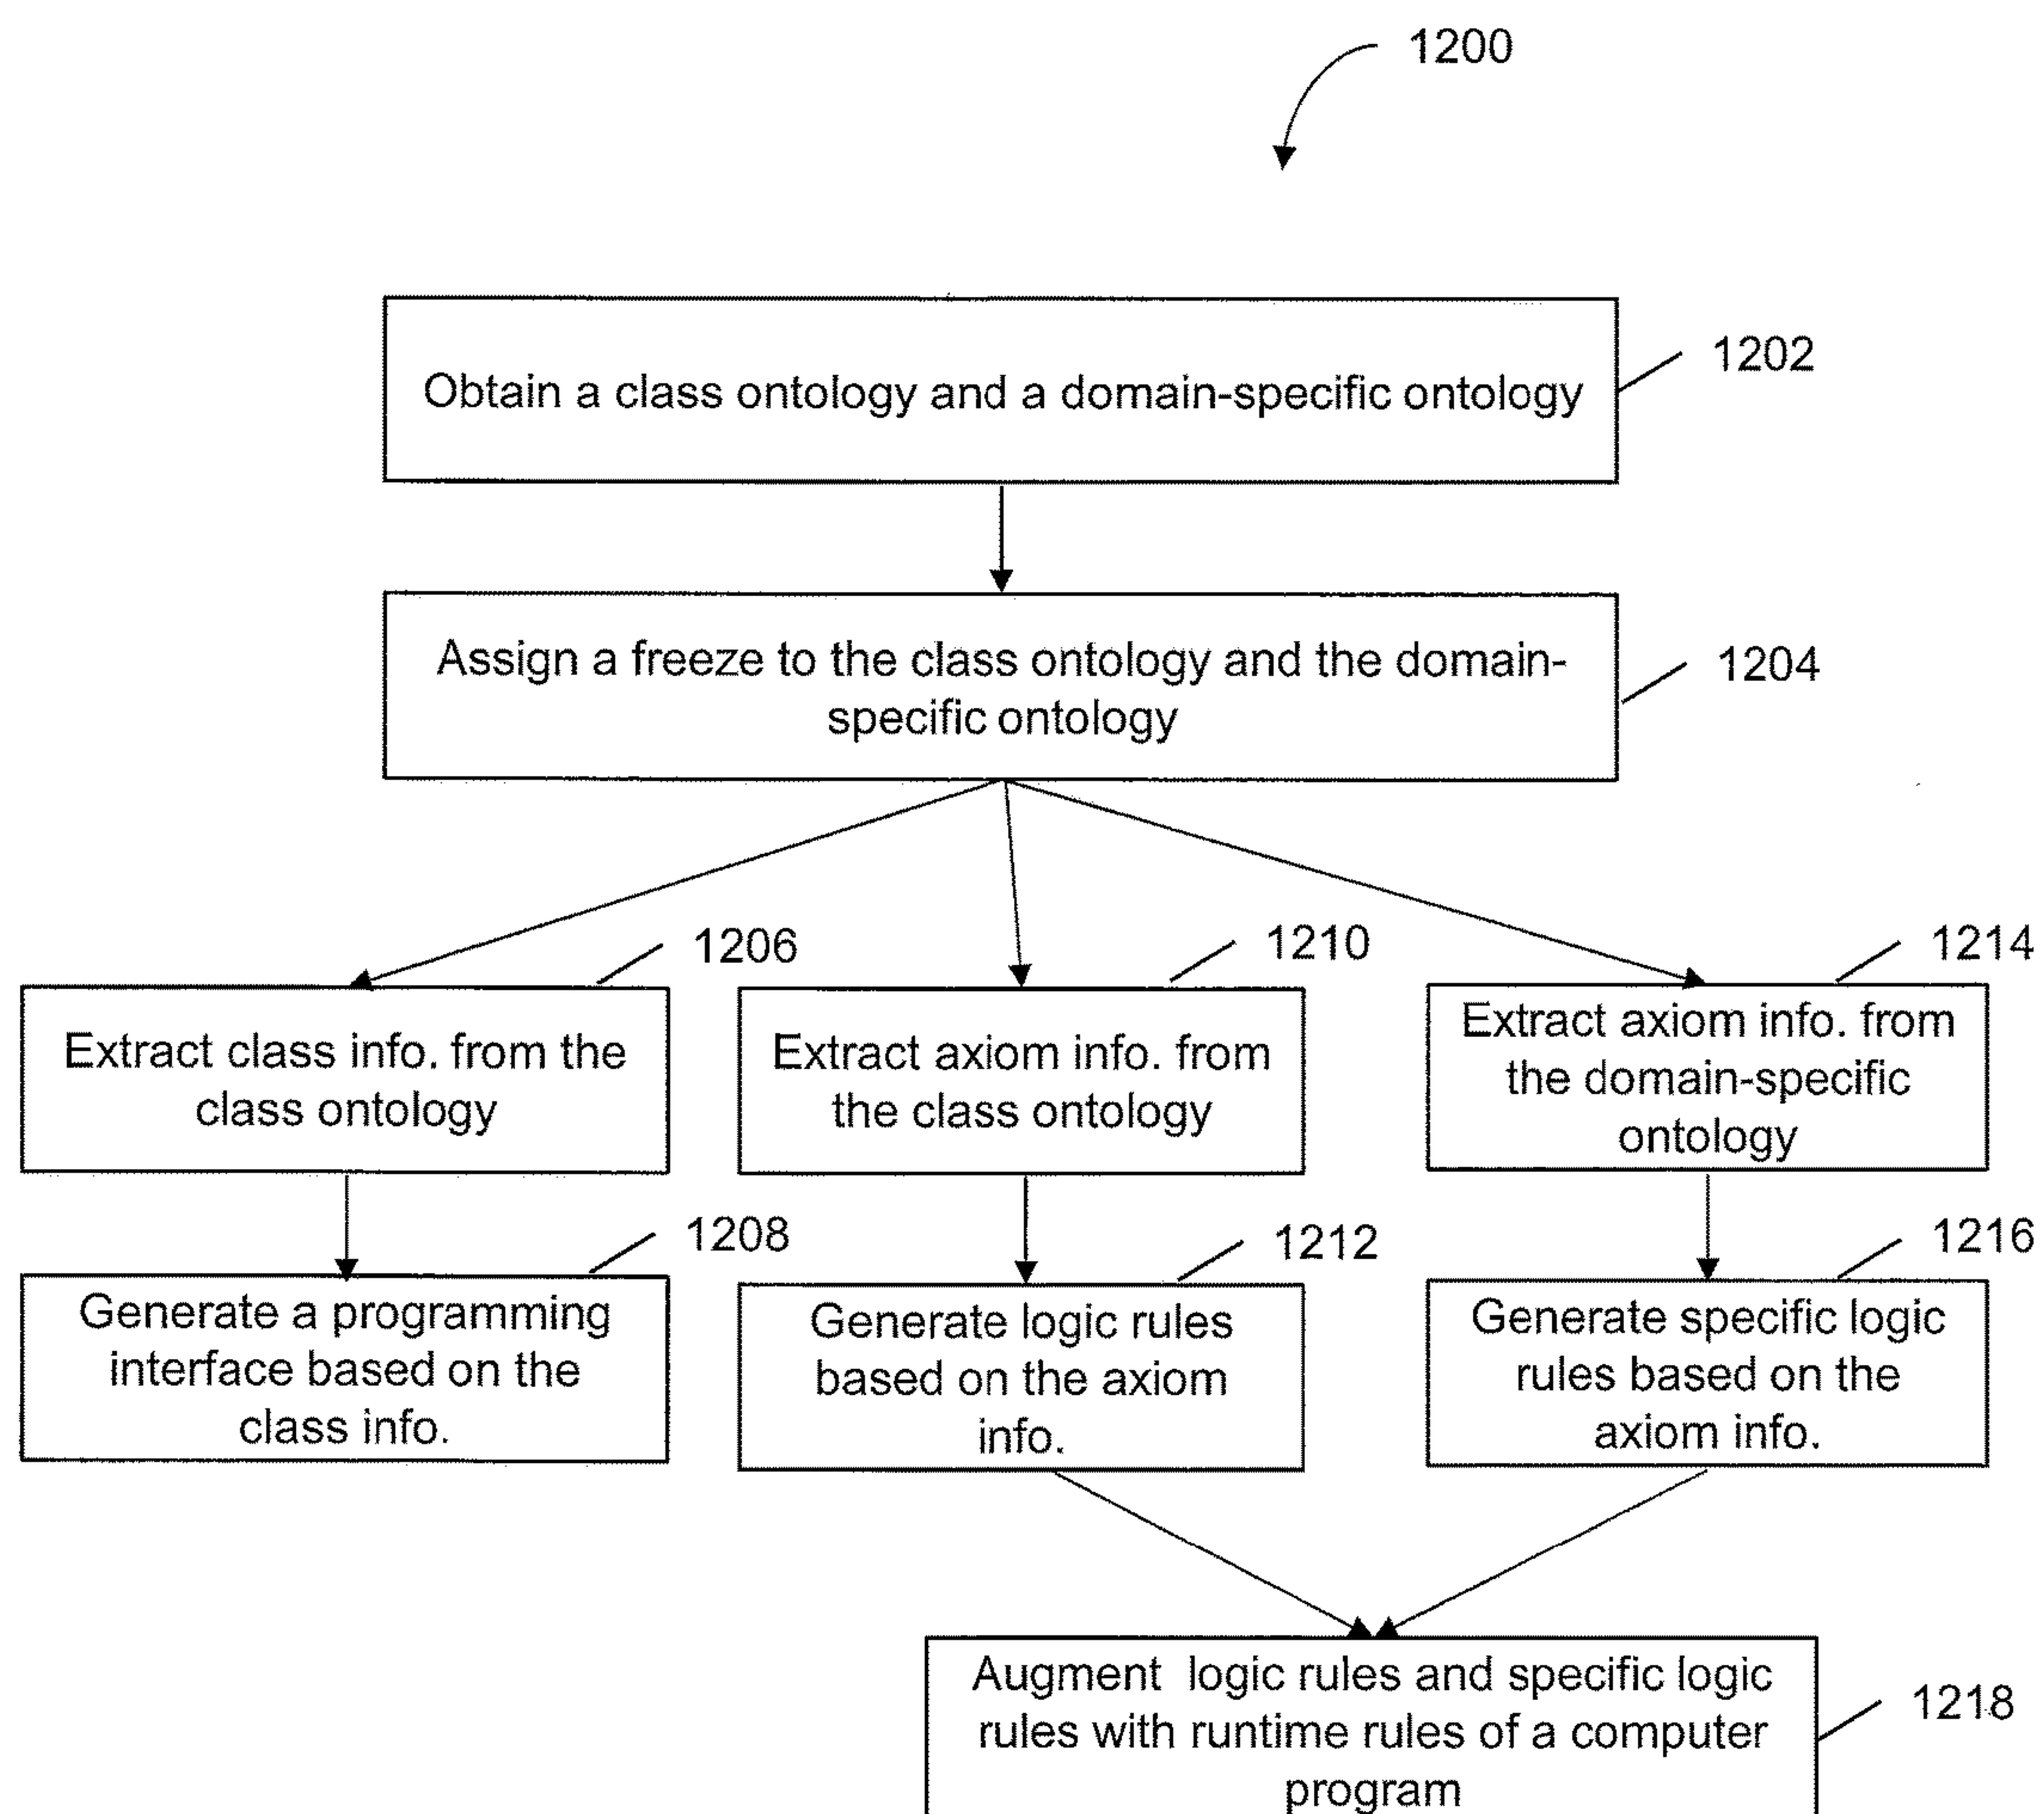 1200
Obtain a class ontology and a domain-specific ontology
1202
Assign a freeze to the class ontology and the domain-
specific ontology
1204
1206
Extract class info. from the
class ontology
1210
Extract axiom info. from
the class ontology
1214
Extract axiom info. from
the domain-specific
ontology
1208
Generate a programming
interface based on the
class info.
1212
Generate logic rules
based on the axiom
info.
1216
Generate specific logic
rules based on the
axiom info.
Augment logic rules and specific logic
rules with runtime rules of a computer
program
1218